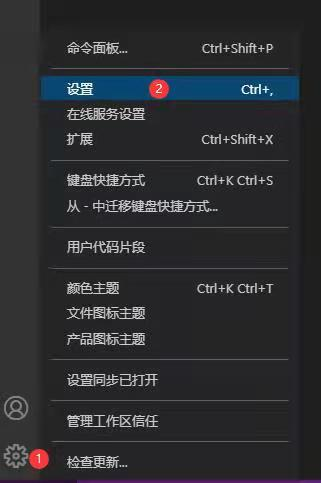 命令面板... Ctrl+Shift+P
设置 2 Ctrl+,
在线服务设置
扩展 Ctrl+Shift+X
键盘快捷方式 Ctrl+K Ctrl+S
从 - 中迁移键盘快捷方式...
用户代码片段
颜色主题 Ctrl+K Ctrl+T
文件图标主题
产品图标主题
设置同步已打开
管理工作区信任
1 检查更新...